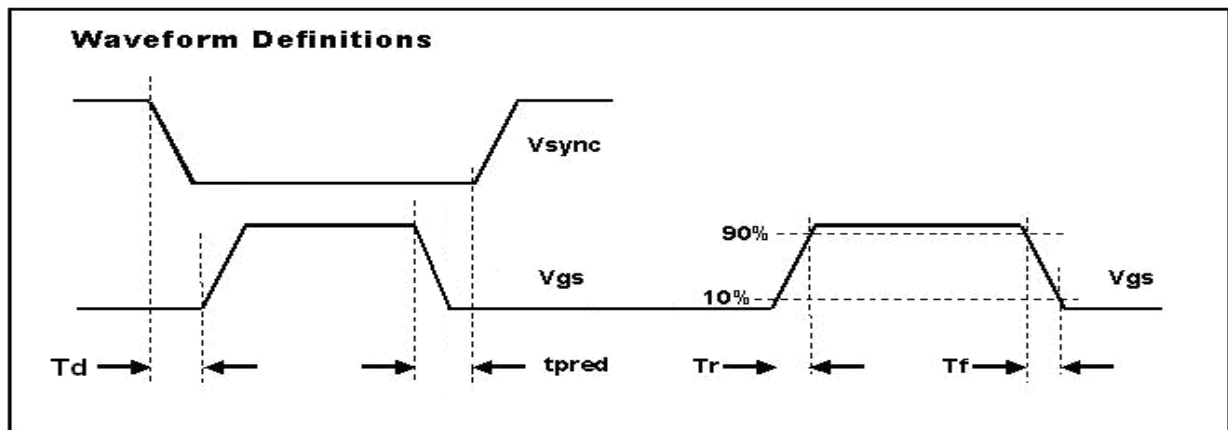 Waveform Definitions
Vsync
90%
Vgs
Vgs
10%
Td
tpred
Tr
Tf